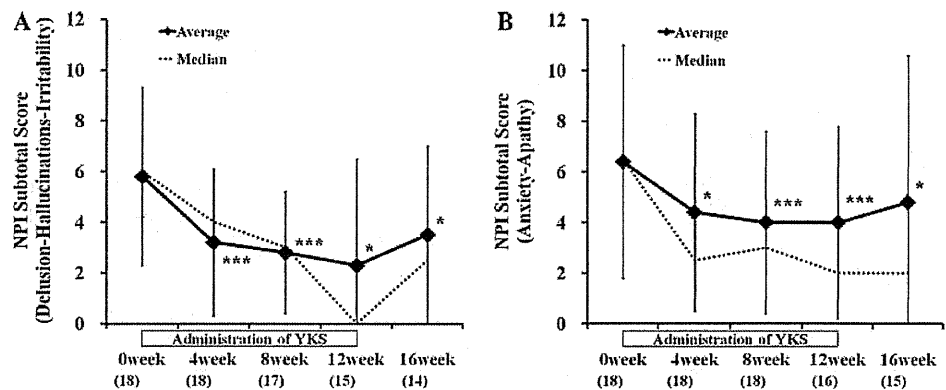 A
NPI Subtotal Score
(Delusion-Hallucinations-Irritability)
12
10
8
6
4
2
0
Average
Median
***
***
*
*
Administration of YKS
0week 4week 8week 12week 16week
(18) (18) (17) (15) (14)
B
NPI Subtotal Score
(Anxiety-Apathy)
12
10
8
6
4
2
0
Average
Median
*
***
***
*
Administration of YKS
0week 4week 8week 12week 16week
(18) (18) (18) (16) (15)